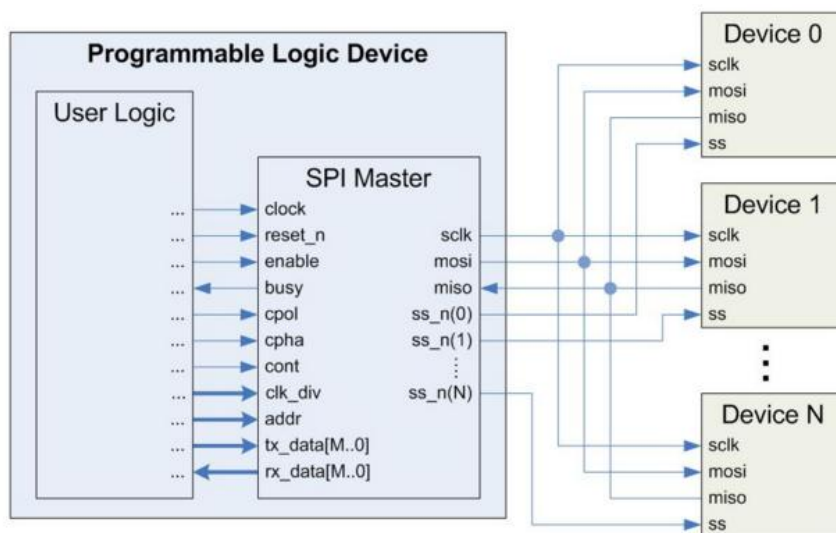 Programmable Logic Device
User Logic
...
...
...
...
...
...
...
...
...
...
...
SPI Master
clock
reset_n
enable
busy
cpol
cpha
cont
clk_div
addr
tx_data[M..0]
rx_data[M..0]
sclk
mosi
miso
ss_n(0)
ss_n(1)
ss_n(N)
Device 0
sclk
mosi
miso
ss
Device 1
sclk
mosi
miso
ss
Device N
sclk
mosi
miso
ss